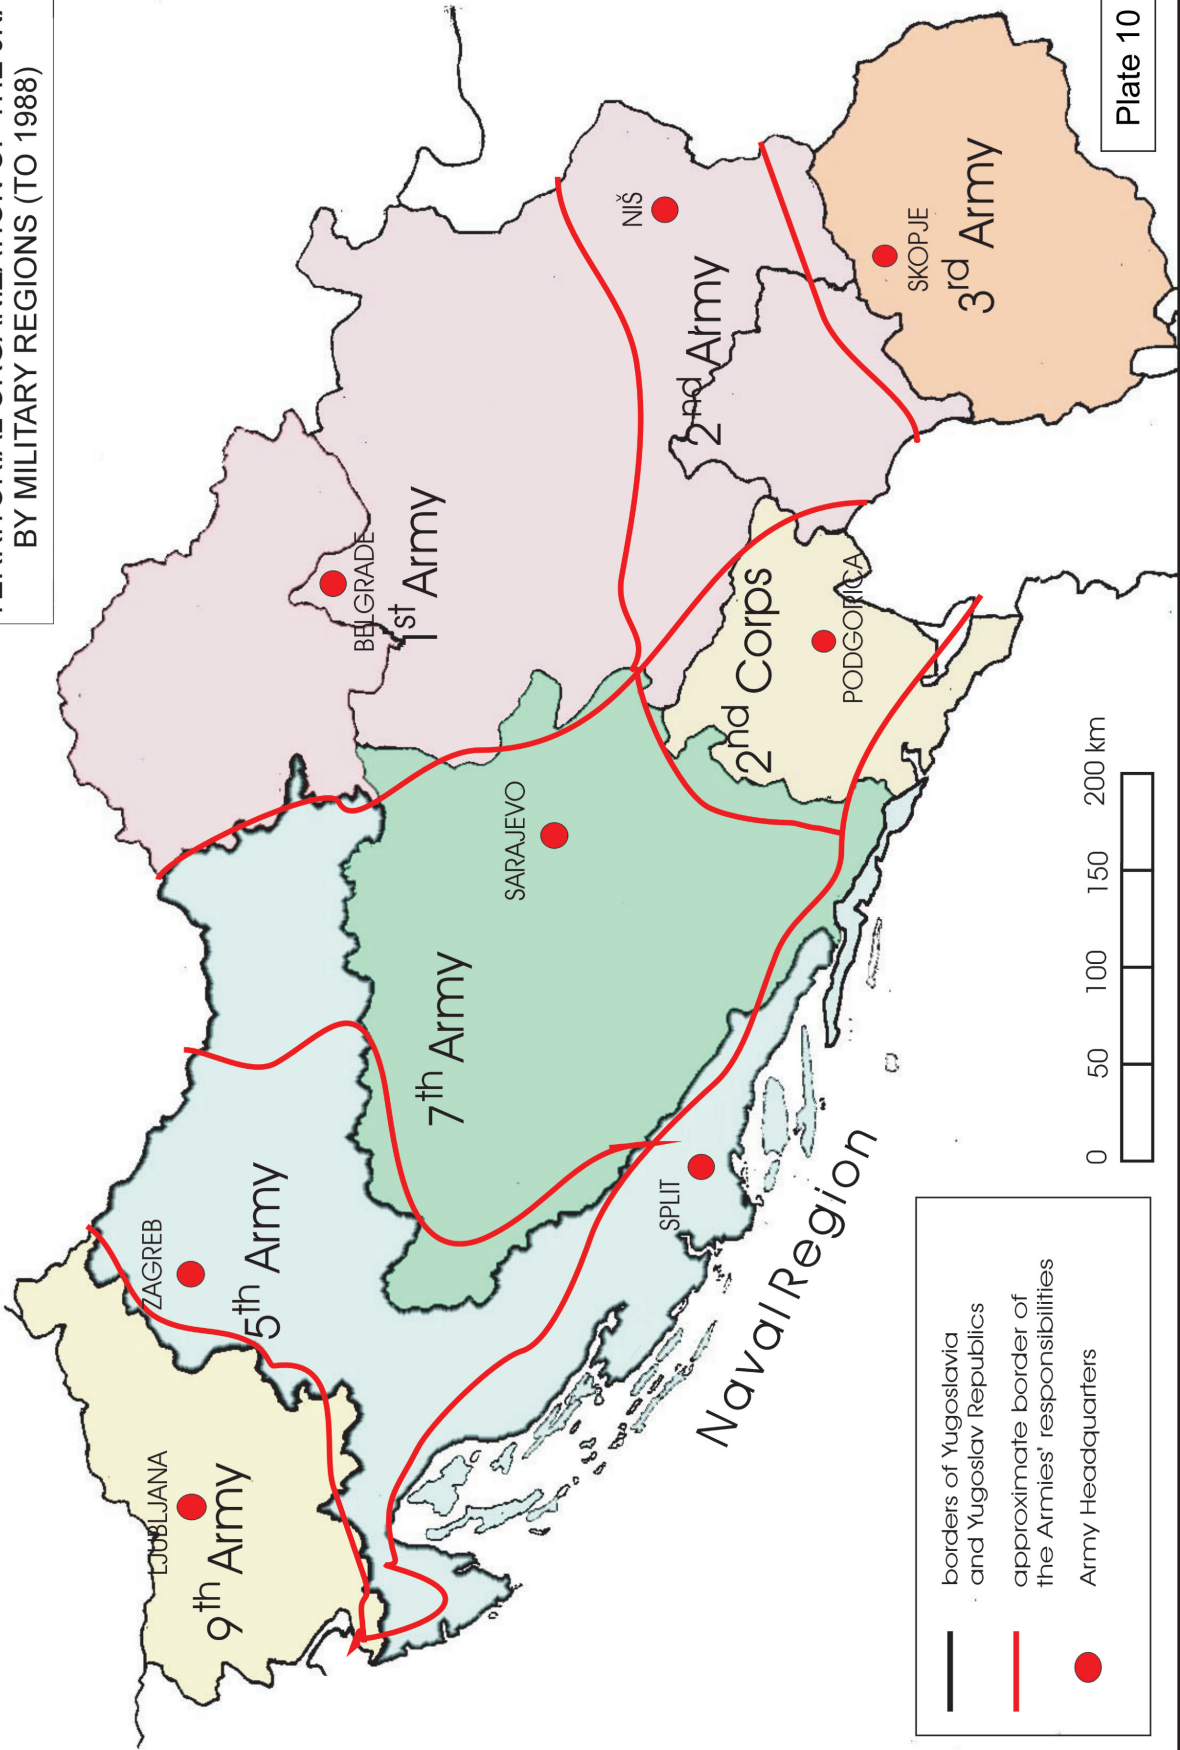 BY MILITARY REGIONS (TO 1988)
Plate 10
LJUBLJANA
9th Army
ZAGREB
5th Army
7th Army
SARAJEVO
BELGRADE
1st Army
NIŠ
2nd Army
SKOPJE
3rd Army
2nd Corps
PODGORICA
SPLIT
Naval Region
borders of Yugoslavia
and Yugoslav Republics
approximate border of
the Armies' responsibilities
Army Headquarters
0 50 100 150 200 km